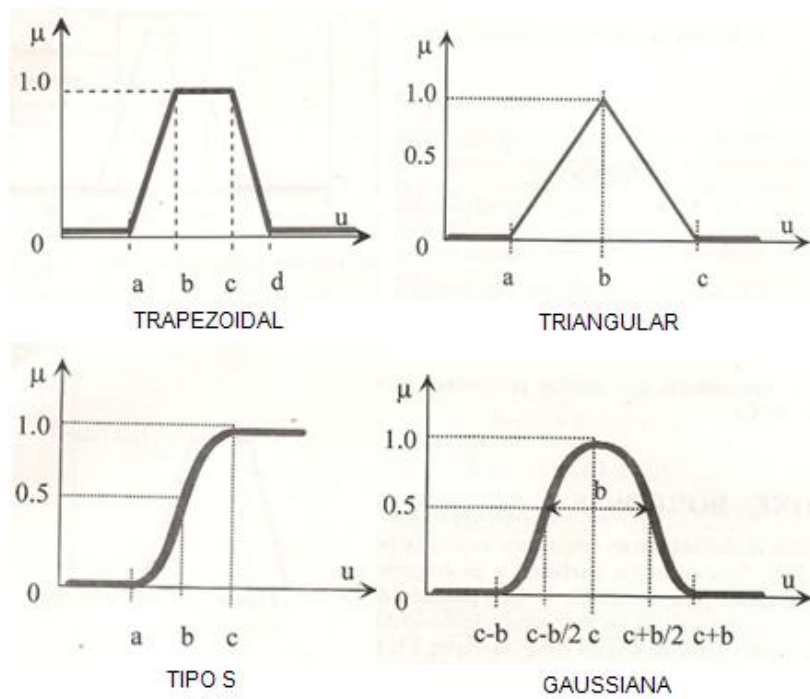 μ
1.0
0
a b c d
u
TRAPEZOIDAL
μ
1.0
0.5
0
a b c
u
TRIANGULAR
μ
1.0
0.5
0
a b c
u
TIPO S
μ
1.0
0.5
b
0
c-b c-b/2 c c+b/2 c+b
u
GAUSSIANA